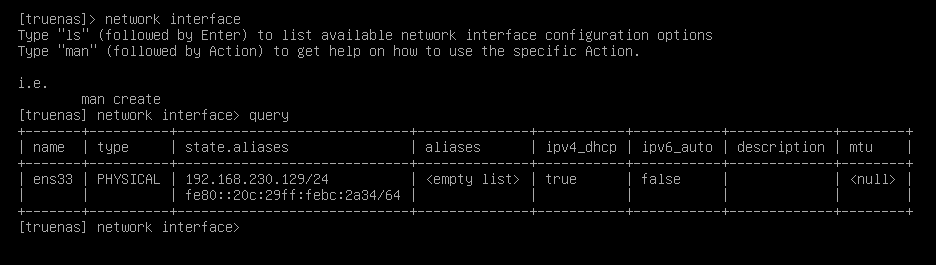 [truenas]> network interface
Type "ls" (followed by Enter) to list available network interface configuration options
Type "man" (followed by Action) to get help on how to use the specific Action.
i.e.
        man create
[truenas] network interface> query
+-------+----------+------------------------------+--------------+-----------+-----------+-------------+--------+
| name  | type     | state.aliases                | aliases      | ipv4_dhcp | ipv6_auto | description | mtu    |
+-------+----------+------------------------------+--------------+-----------+-----------+-------------+--------+
| ens33 | PHYSICAL | 192.168.230.129/24           | <empty list> | true      | false     |             | <null> |
|       |          | fe80::20c:29ff:febc:2a34/64  |              |           |           |             |        |
+-------+----------+------------------------------+--------------+-----------+-----------+-------------+--------+
[truenas] network interface>